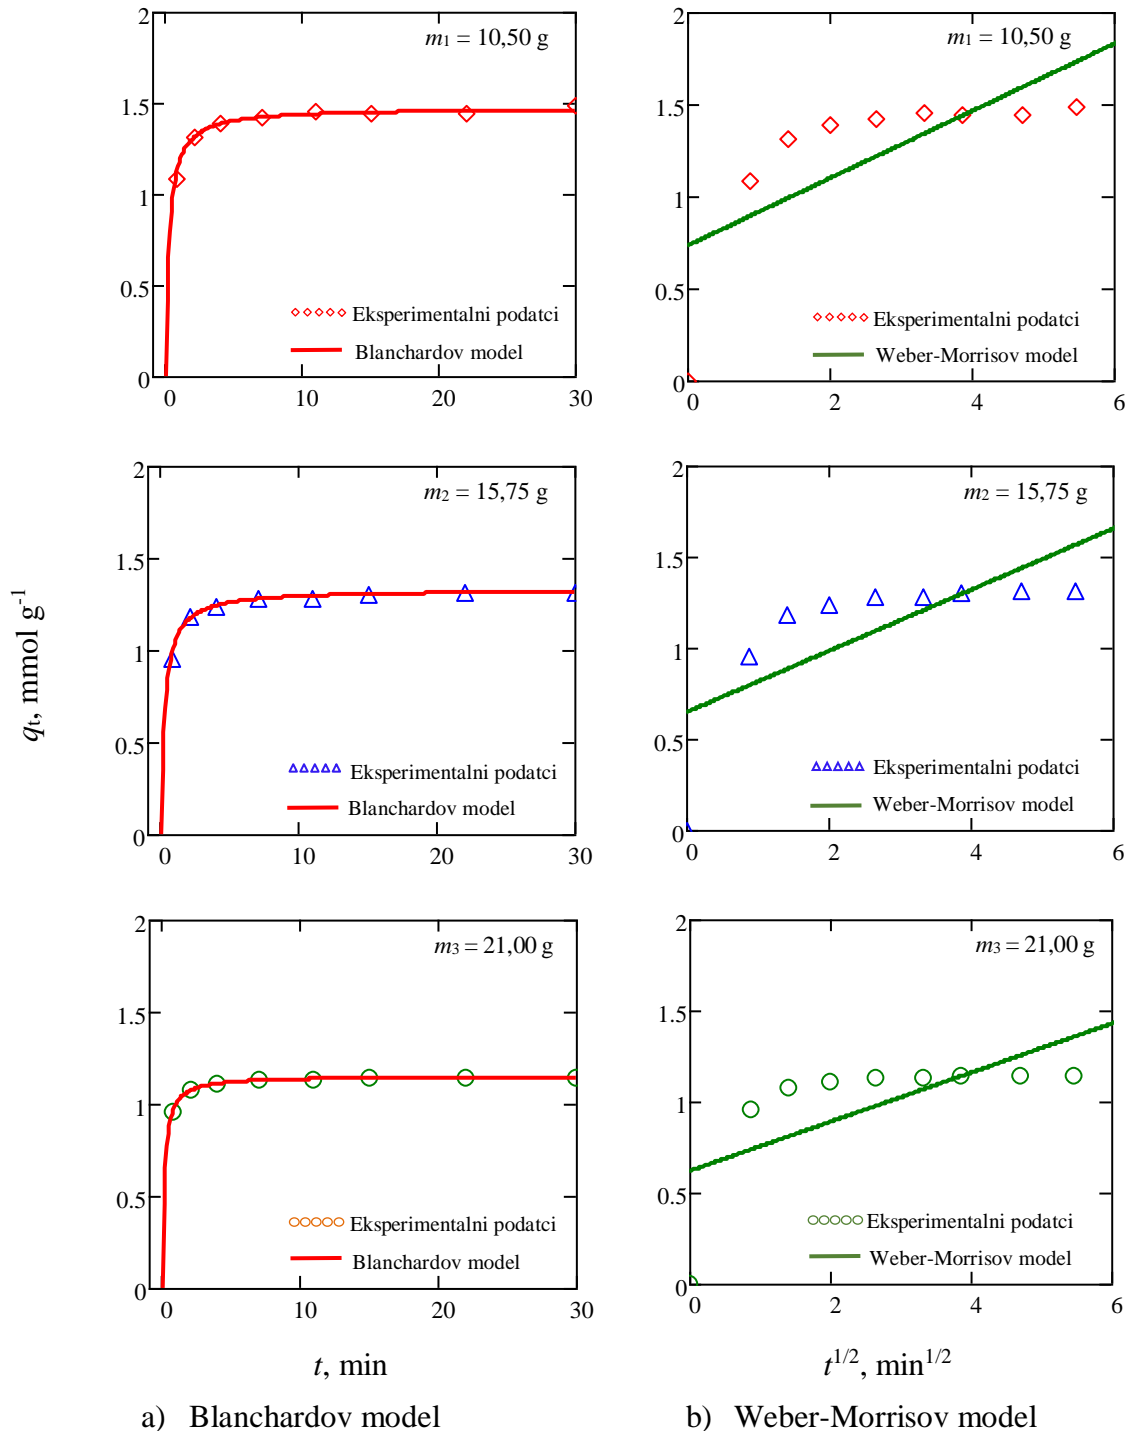 2
m1 = 10,50 g
1.5
1
0.5
Eksperimentalni podatci
Blanchardov model
0
0 10 20 30
2
m1 = 10,50 g
1.5
1
0.5
Eksperimentalni podatci
Weber-Morrisov model
0
0 2 4 6
qt, mmol g-1
2
m2 = 15,75 g
1.5
1
0.5
Eksperimentalni podatci
Blanchardov model
0
0 10 20 30
2
m2 = 15,75 g
1.5
1
0.5
Eksperimentalni podatci
Weber-Morrisov model
0
0 2 4 6
2
m3 = 21,00 g
1.5
1
0.5
Eksperimentalni podatci
Blanchardov model
0
0 10 20 30
2
m3 = 21,00 g
1.5
1
0.5
Eksperimentalni podatci
Weber-Morrisov model
0
0 2 4 6
t, min
t1/2, min1/2
a) Blanchardov model
b) Weber-Morrisov model